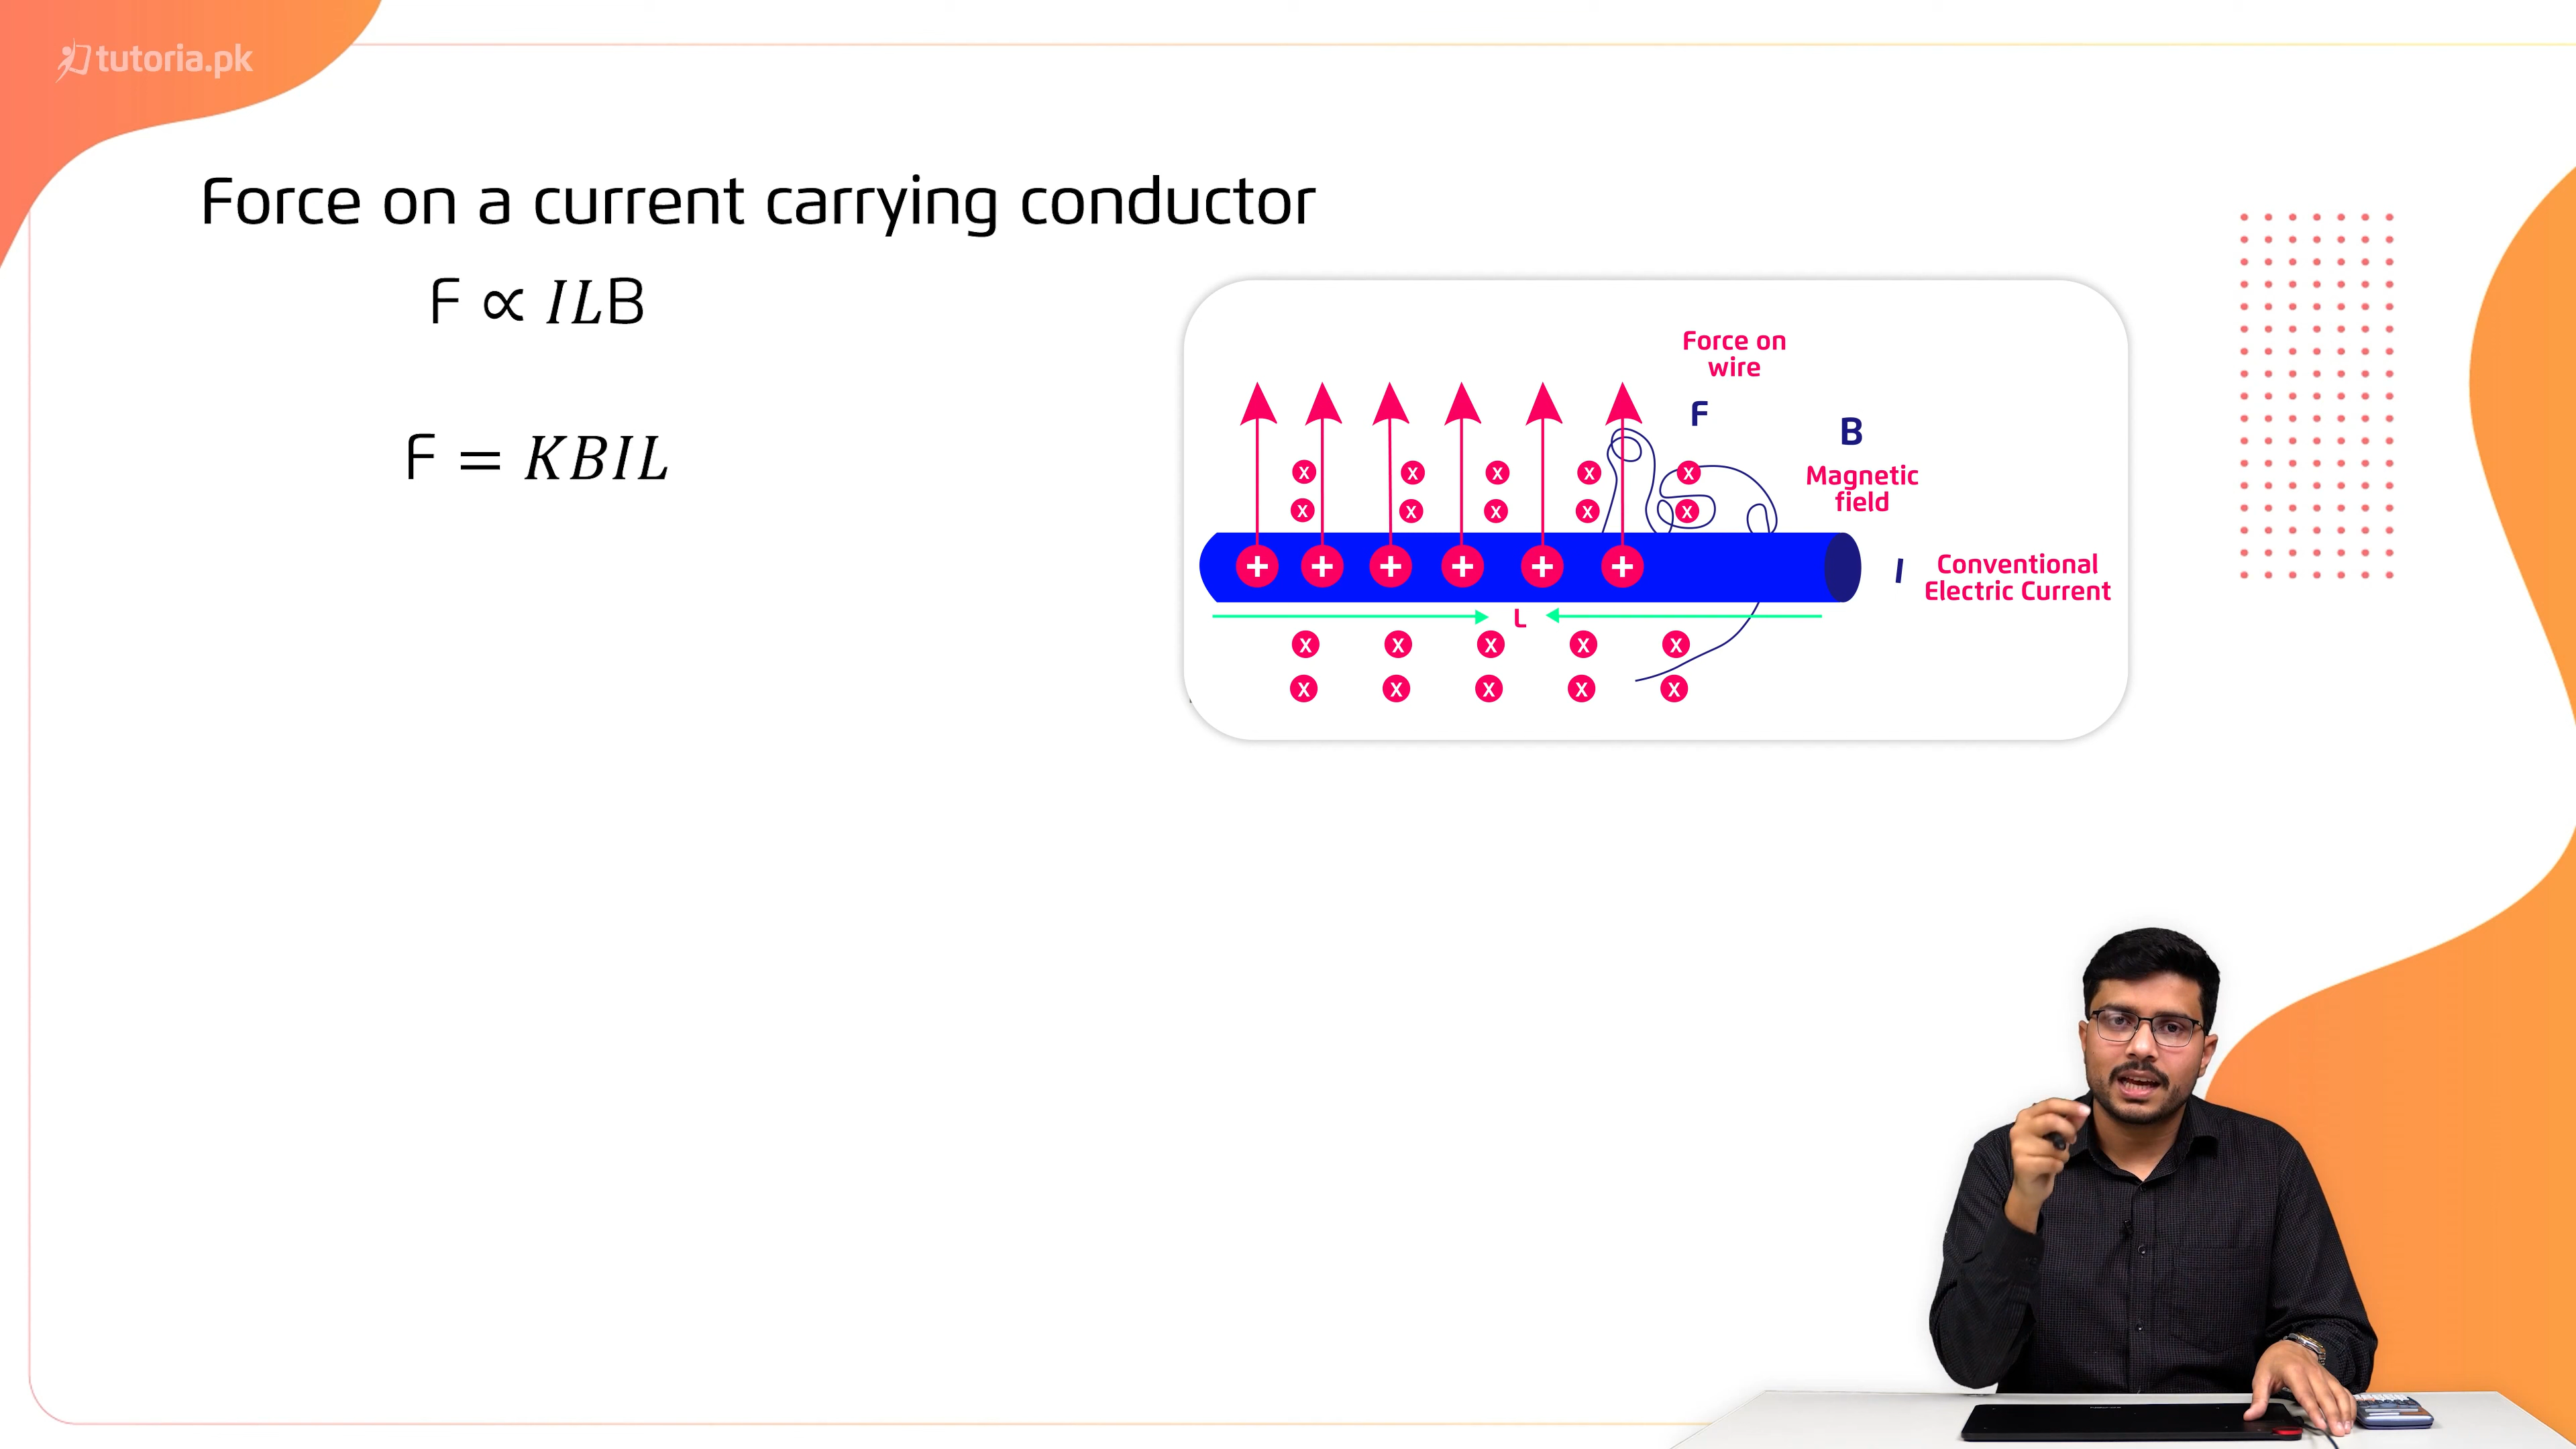 tutoria.pk
Force on a current carrying conductor
F ∝ ILB
F = KBIL
Force on
wire
F
B
Magnetic
field
X X X X X
X X X X X
+ + + + + +
I
Conventional
Electric Current
L
X X X X X
X X X X X